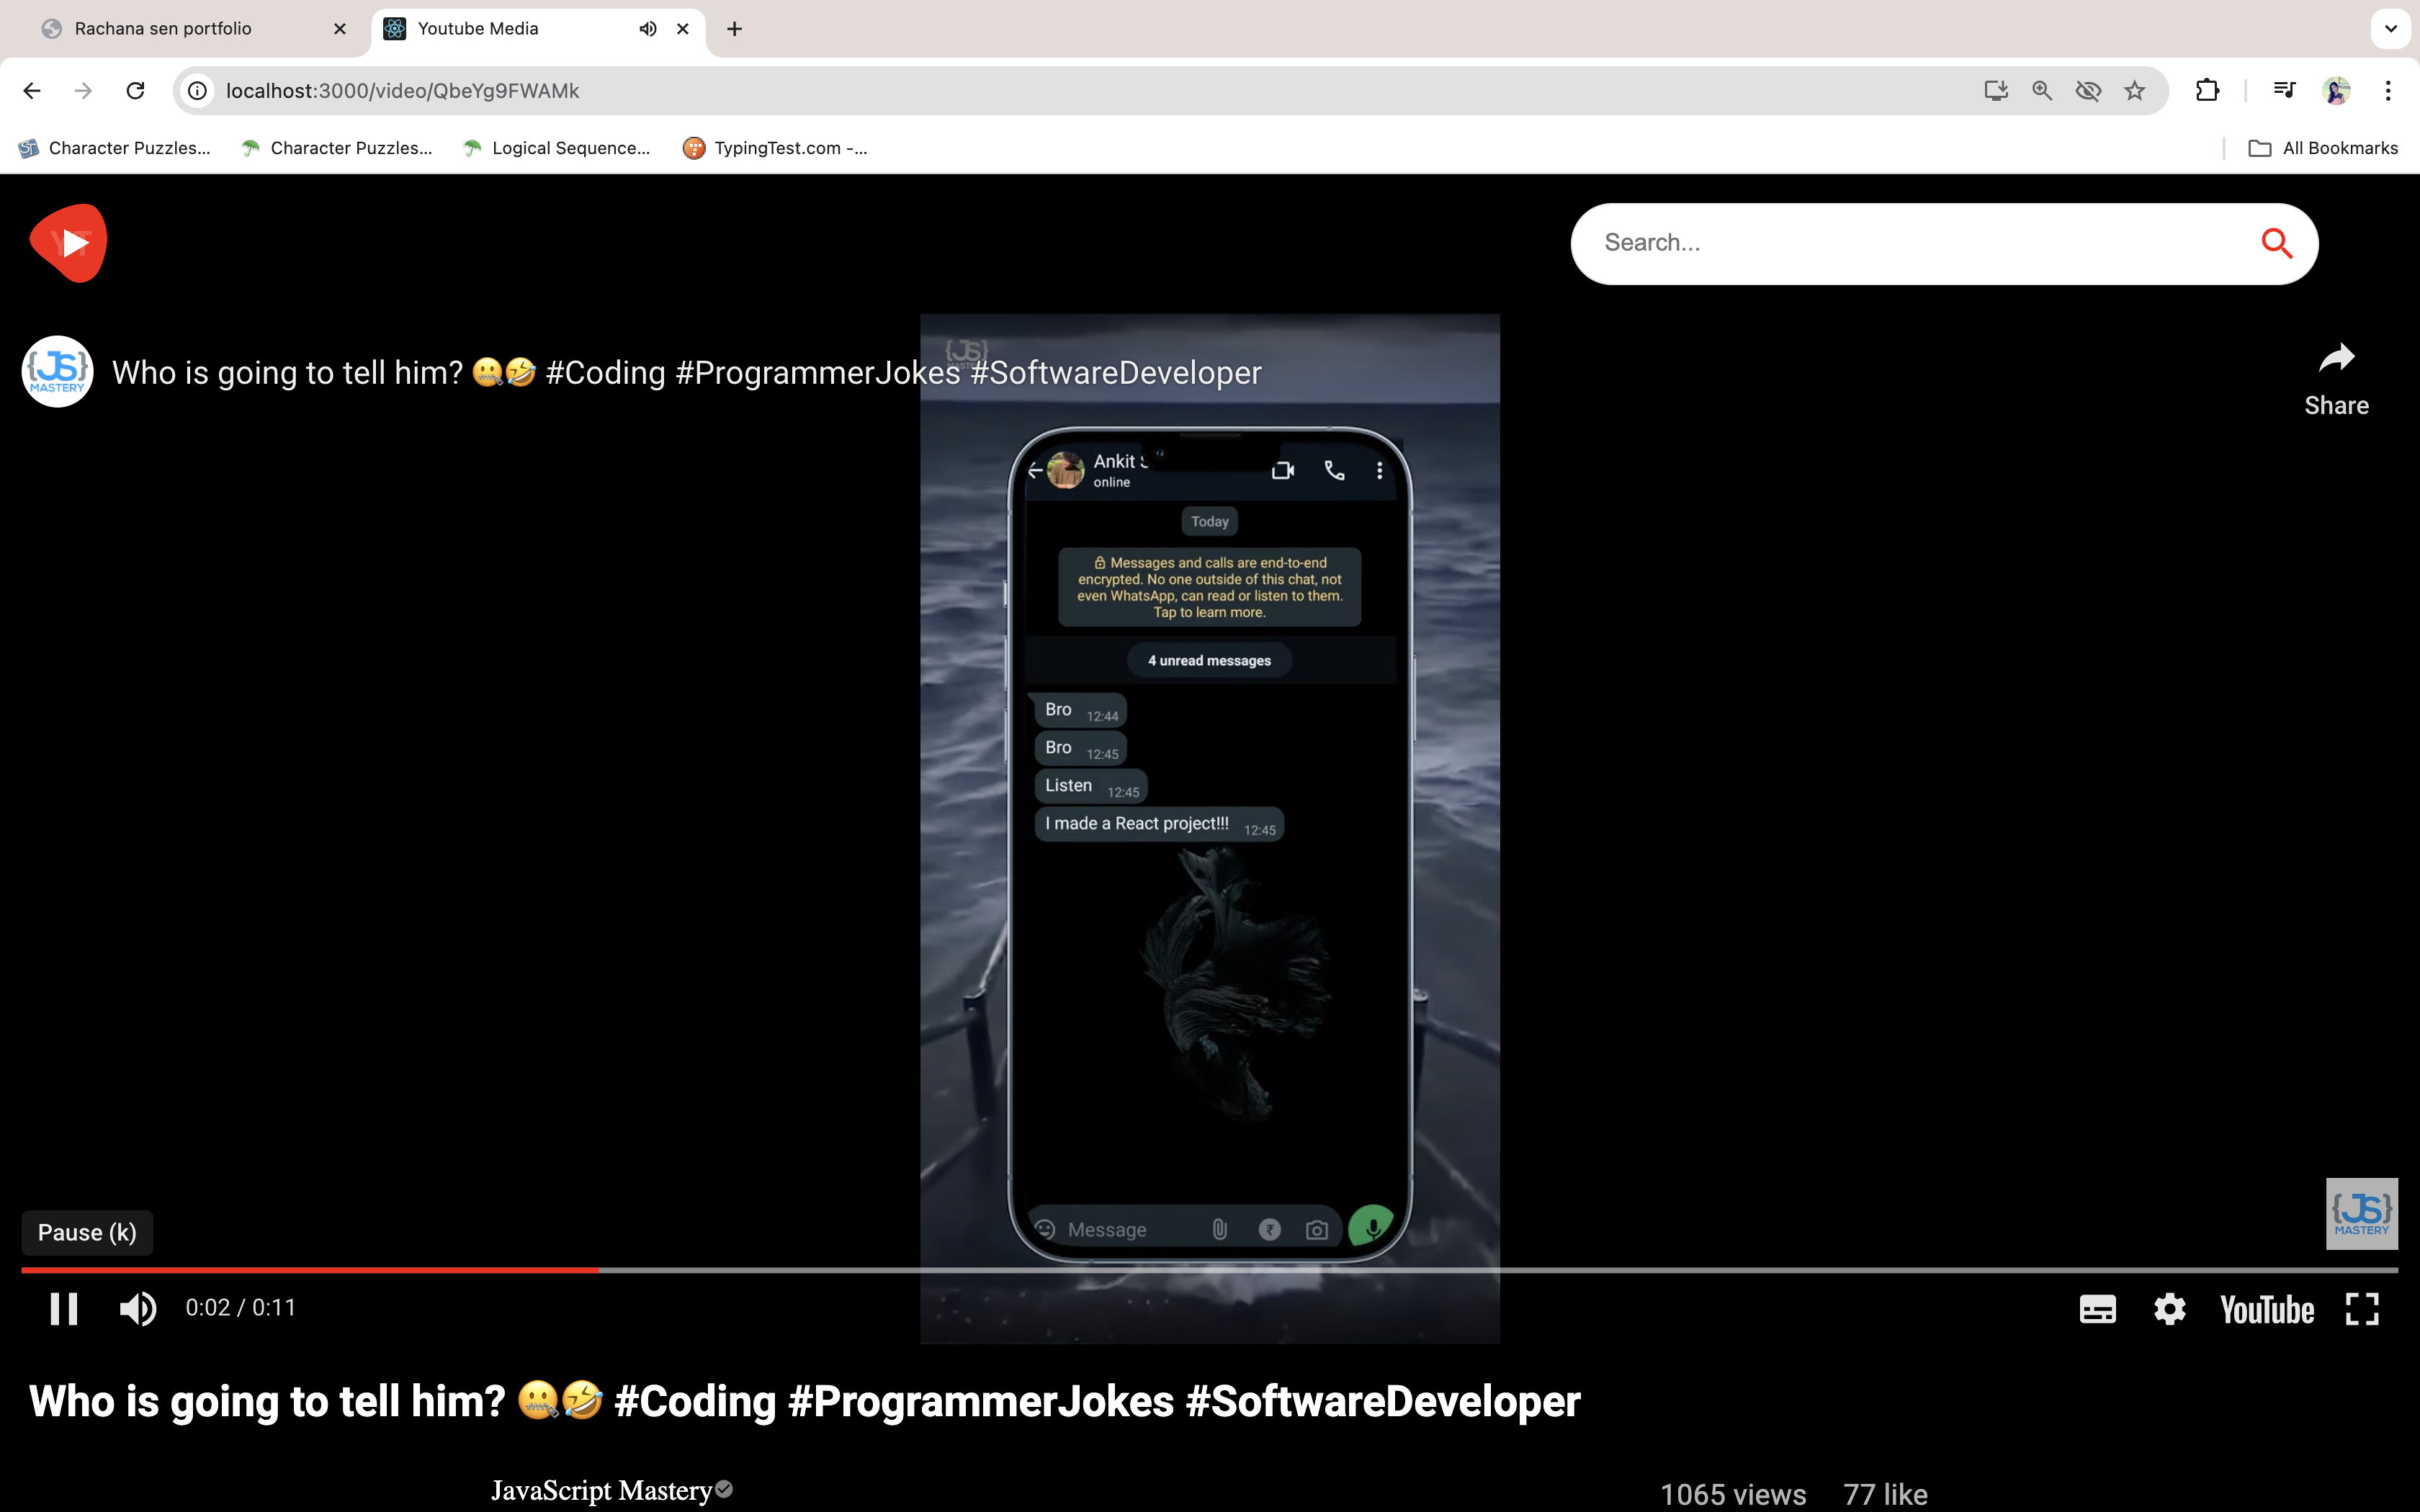 Rachana sen portfolio
Youtube Media
localhost:3000/video/QbeYg9FWAMk
Character Puzzles...
Character Puzzles...
Logical Sequence...
TypingTest.com -...
All Bookmarks
YT
Search...
{JS}
MASTERY
Who is going to tell him? 🤐🤣 #Coding #ProgrammerJokes #SoftwareDeveloper
{JS}
Share
Ankit
online
Today
Messages and calls are end-to-end
encrypted. No one outside of this chat, not
even WhatsApp, can read or listen to them.
Tap to learn more.
4 unread messages
Bro 12:44
Bro 12:45
Listen 12:45
I made a React project!!! 12:45
Message
{JS}
MASTERY
Pause (k)
0:02 / 0:11
YouTube
Who is going to tell him? 🤐🤣 #Coding #ProgrammerJokes #SoftwareDeveloper
JavaScript Mastery
1065 views 77 like